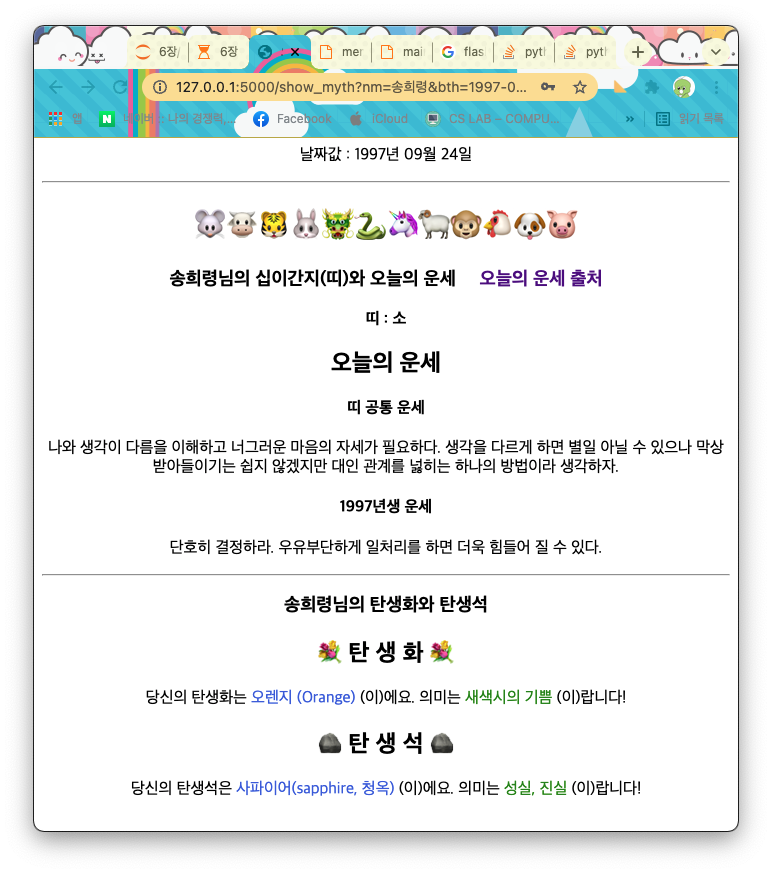 6장/
6장
mer
mai
flas
pyt
pyt
127.0.0.1:5000/show_myth?nm=송희령&bth=1997-0...
앱
네이버 :: 나의 경쟁력,...
Facebook
iCloud
CS LAB – COMPU...
»
읽기 목록
날짜값 : 1997년 09월 24일
송희령님의 십이간지(띠)와 오늘의 운세 오늘의 운세 출처
띠 : 소
오늘의 운세
띠 공통 운세
나와 생각이 다름을 이해하고 너그러운 마음의 자세가 필요하다. 생각을 다르게 하면 별일 아닐 수 있으나 막상
받아들이기는 쉽지 않겠지만 대인 관계를 넓히는 하나의 방법이라 생각하자.
1997년생 운세
단호히 결정하라. 우유부단하게 일처리를 하면 더욱 힘들어 질 수 있다.
송희령님의 탄생화와 탄생석
💐 탄 생 화 💐
당신의 탄생화는 오렌지 (Orange) (이)에요. 의미는 새색시의 기쁨 (이)랍니다!
탄 생 석
당신의 탄생석은 사파이어(sapphire, 청옥) (이)에요. 의미는 성실, 진실 (이)랍니다!